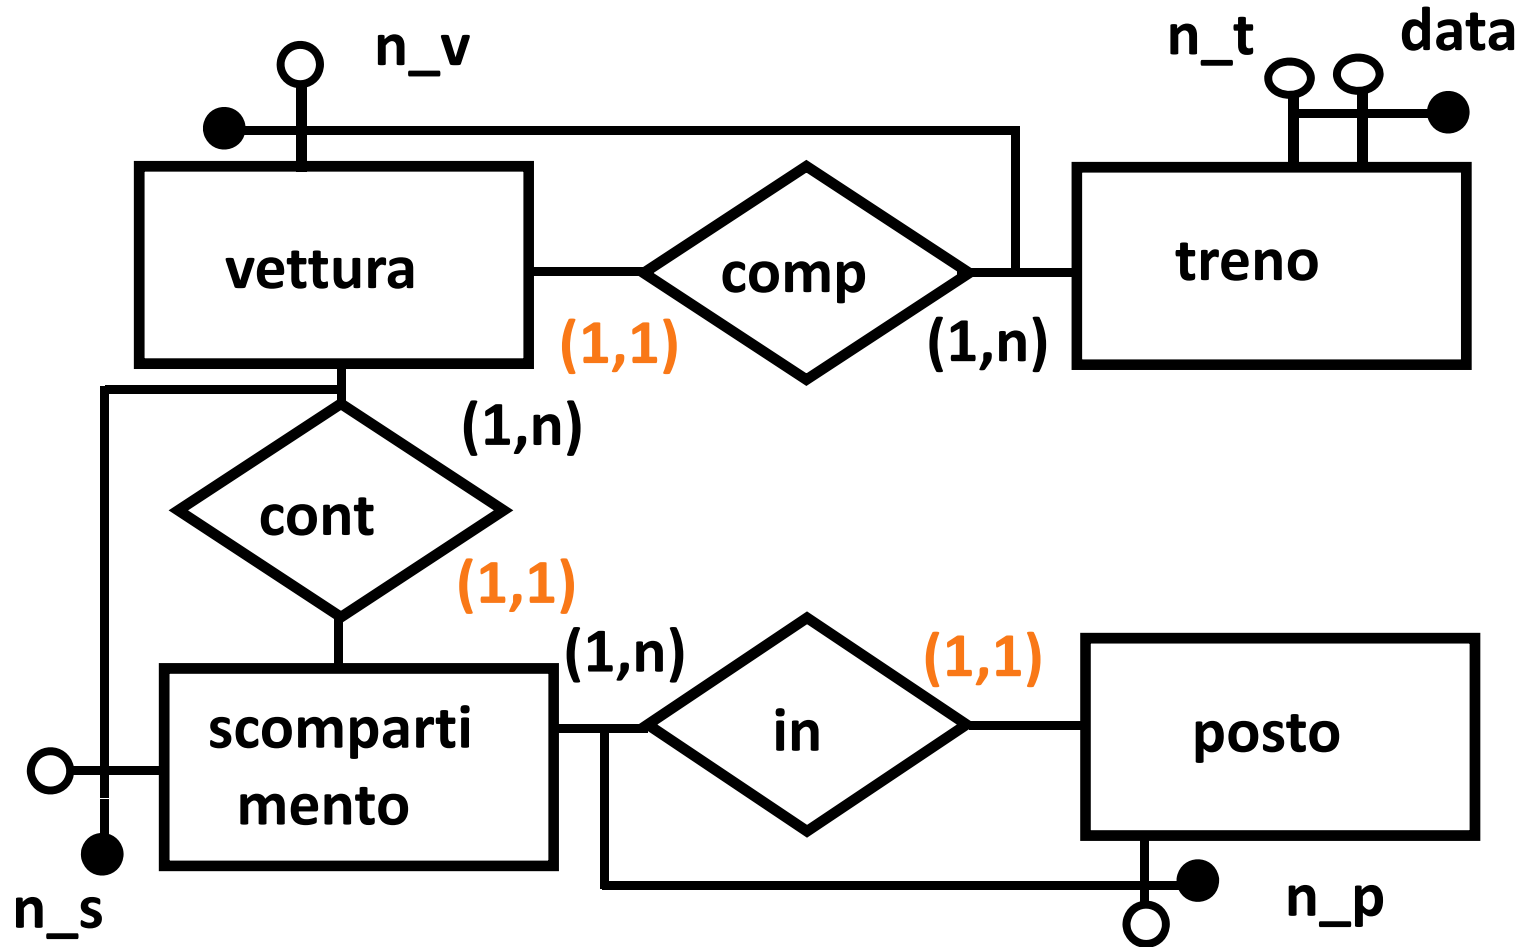 n_v
n_t
data
vettura
comp
treno
(1,1)
(1,n)
(1,n)
cont
(1,1)
(1,n)
(1,1)
scomparti
mento
in
posto
n_s
n_p